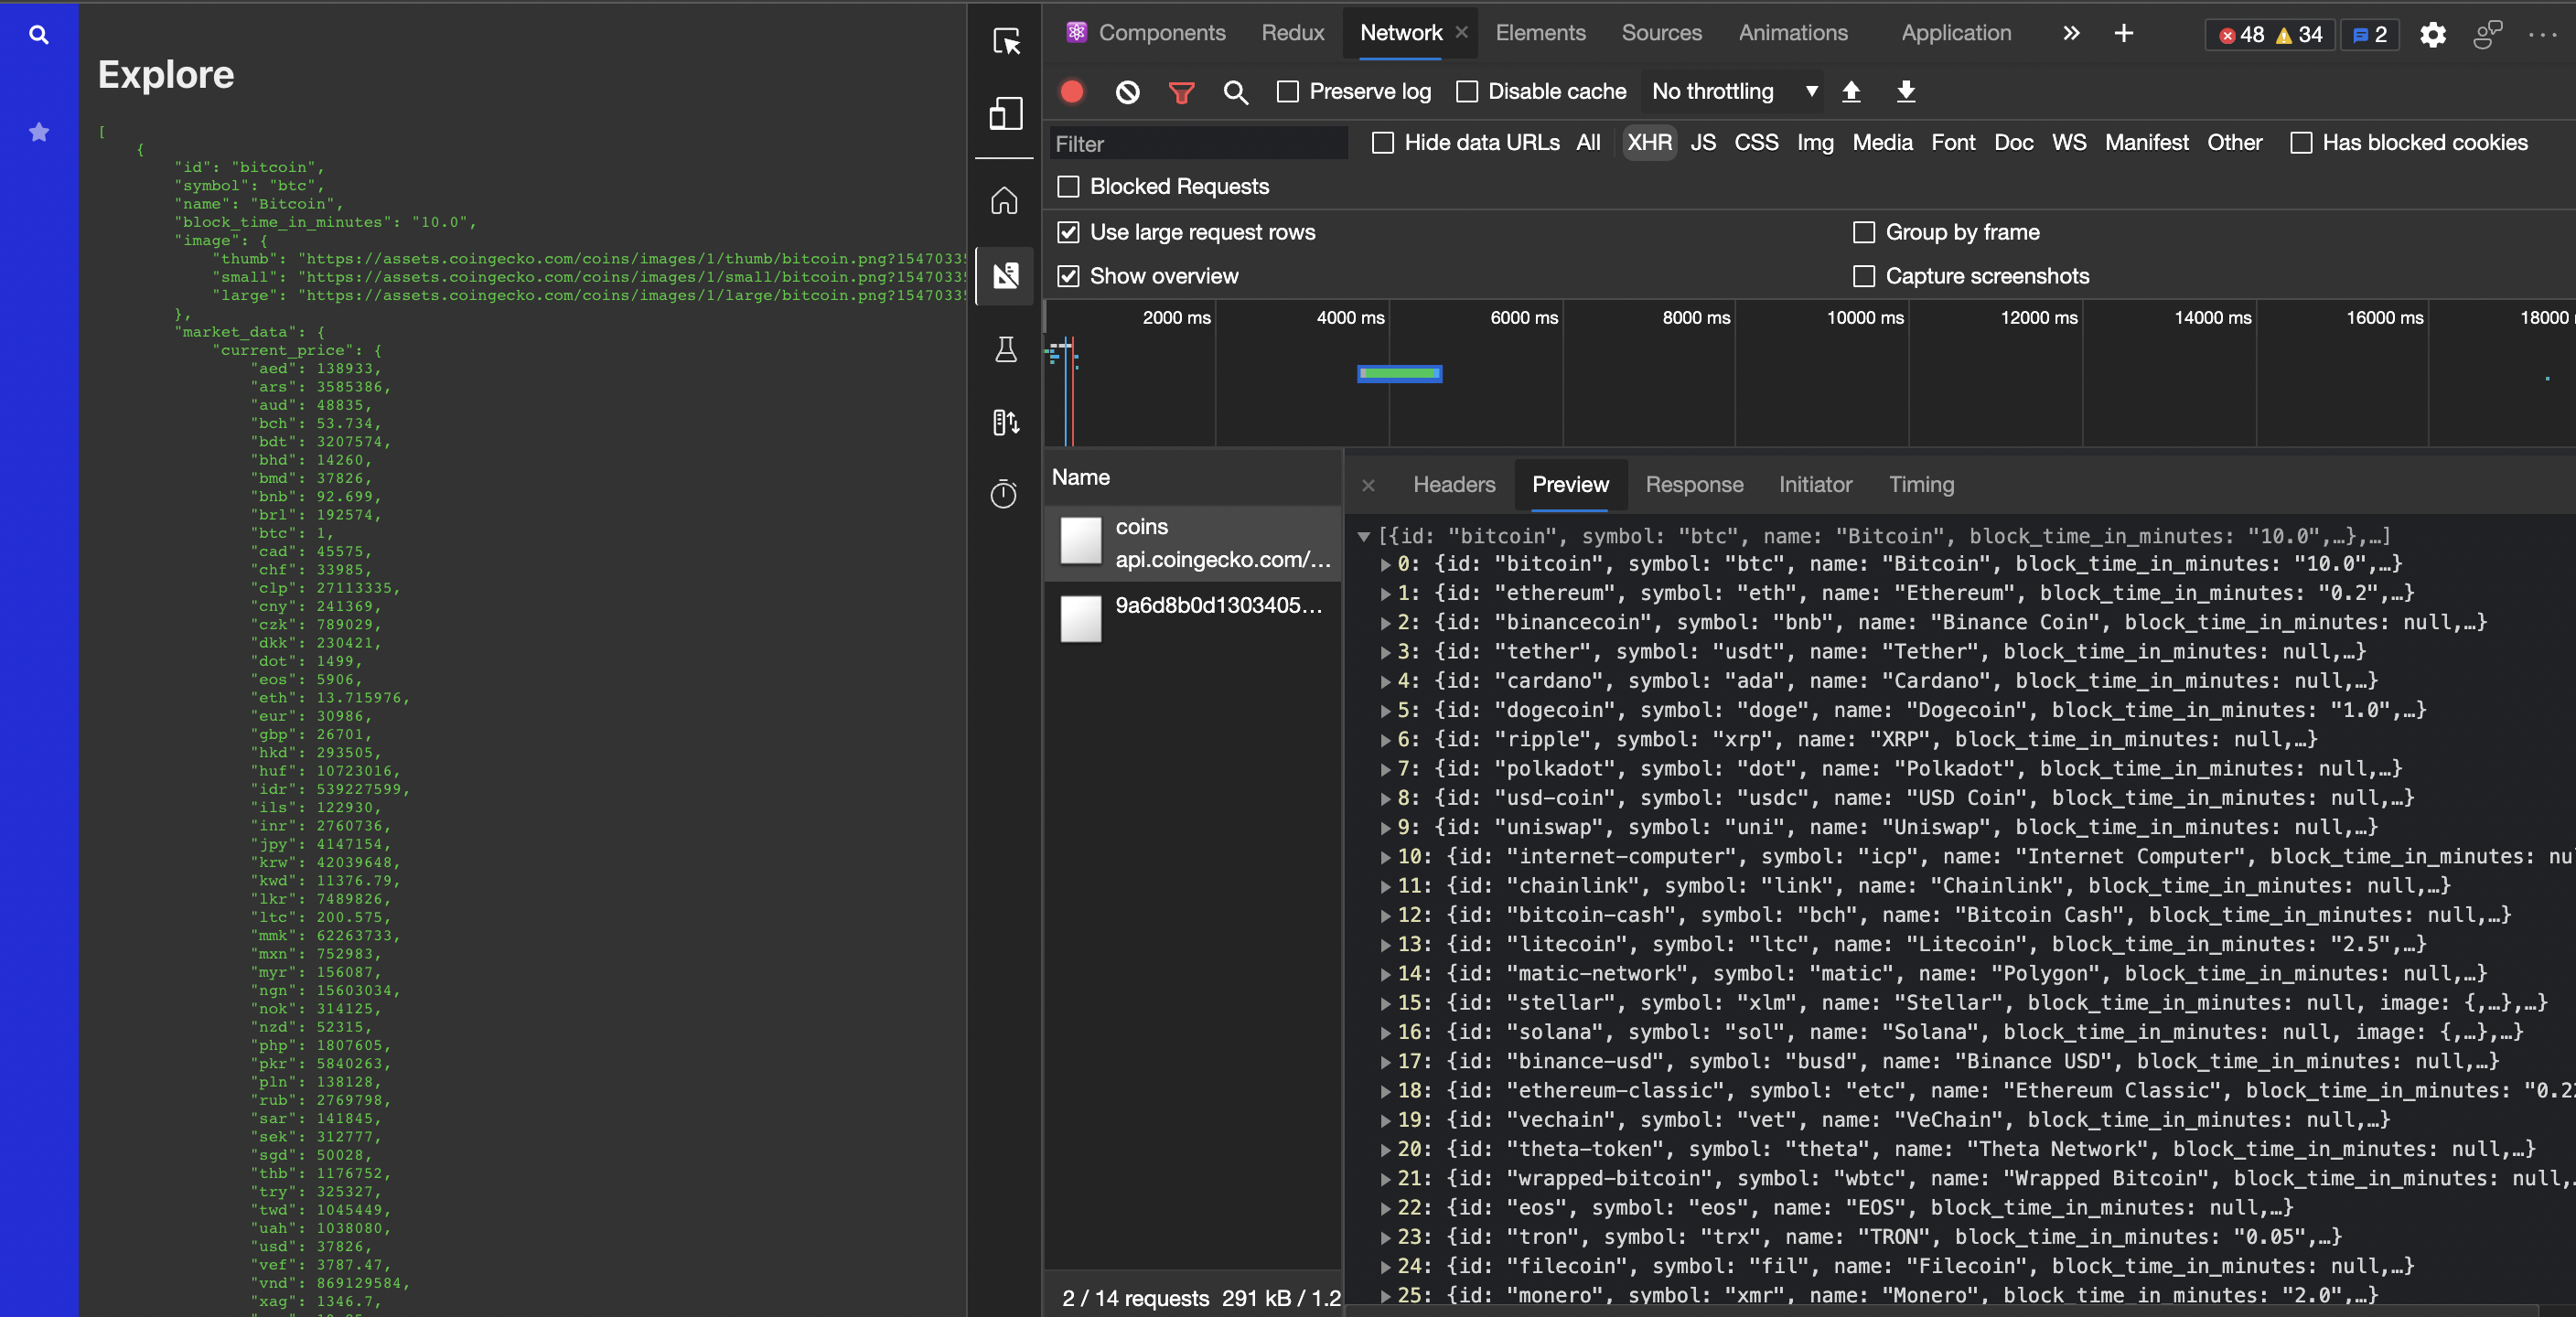 Explore
[
{
"id": "bitcoin",
"symbol": "btc",
"name": "Bitcoin",
"block_time_in_minutes": "10.0",
"image": {
"thumb": "https://assets.coingecko.com/coins/images/1/thumb/bitcoin.png?1547033
"small": "https://assets.coingecko.com/coins/images/1/small/bitcoin.png?1547033
"large": "https://assets.coingecko.com/coins/images/1/large/bitcoin.png?1547033
},
"market_data": {
"current_price": {
"aed": 138933,
"ars": 3585386,
"aud": 48835,
"bch": 53.734,
"bdt": 3207574,
"bhd": 14260,
"bmd": 37826,
"bnb": 92.699,
"brl": 192574,
"btc": 1,
"cad": 45575,
"chf": 33985,
"clp": 27113335,
"cny": 241369,
"czk": 789029,
"dkk": 230421,
"dot": 1499,
"eos": 5906,
"eth": 13.715976,
"eur": 30986,
"gbp": 26701,
"hkd": 293505,
"huf": 10723016,
"idr": 539227599,
"ils": 122930,
"inr": 2760736,
"jpy": 4147154,
"krw": 42039648,
"kwd": 11376.79,
"lkr": 7489826,
"ltc": 200.575,
"mmk": 62263733,
"mxn": 752983,
"myr": 156087,
"ngn": 15603034,
"nok": 314125,
"nzd": 52315,
"php": 1807605,
"pkr": 5840263,
"pln": 138128,
"rub": 2769798,
"sar": 141845,
"sek": 312777,
"sgd": 50028,
"thb": 1176752,
"try": 325327,
"twd": 1045449,
"uah": 1038080,
"usd": 37826,
"vef": 3787.47,
"vnd": 869129584,
"xag": 1346.7,
Components Redux Network Elements Sources Animations Application 48 34 2
Preserve log Disable cache No throttling
Filter Hide data URLs All XHR JS CSS Img Media Font Doc WS Manifest Other Has blocked cookies
Blocked Requests
Use large request rows Group by frame
Show overview Capture screenshots
2000 ms 4000 ms 6000 ms 8000 ms 10000 ms 12000 ms 14000 ms 16000 ms 18000
Name
coins
api.coingecko.com/...
9a6d8b0d1303405...
2 / 14 requests 291 kB / 1.2
Headers Preview Response Initiator Timing
[{id: "bitcoin", symbol: "btc", name: "Bitcoin", block_time_in_minutes: "10.0",…},…]
0: {id: "bitcoin", symbol: "btc", name: "Bitcoin", block_time_in_minutes: "10.0",…}
1: {id: "ethereum", symbol: "eth", name: "Ethereum", block_time_in_minutes: "0.2",…}
2: {id: "binancecoin", symbol: "bnb", name: "Binance Coin", block_time_in_minutes: null,…}
3: {id: "tether", symbol: "usdt", name: "Tether", block_time_in_minutes: null,…}
4: {id: "cardano", symbol: "ada", name: "Cardano", block_time_in_minutes: null,…}
5: {id: "dogecoin", symbol: "doge", name: "Dogecoin", block_time_in_minutes: "1.0",…}
6: {id: "ripple", symbol: "xrp", name: "XRP", block_time_in_minutes: null,…}
7: {id: "polkadot", symbol: "dot", name: "Polkadot", block_time_in_minutes: null,…}
8: {id: "usd-coin", symbol: "usdc", name: "USD Coin", block_time_in_minutes: null,…}
9: {id: "uniswap", symbol: "uni", name: "Uniswap", block_time_in_minutes: null,…}
10: {id: "internet-computer", symbol: "icp", name: "Internet Computer", block_time_in_minutes: nu
11: {id: "chainlink", symbol: "link", name: "Chainlink", block_time_in_minutes: null,…}
12: {id: "bitcoin-cash", symbol: "bch", name: "Bitcoin Cash", block_time_in_minutes: null,…}
13: {id: "litecoin", symbol: "ltc", name: "Litecoin", block_time_in_minutes: "2.5",…}
14: {id: "matic-network", symbol: "matic", name: "Polygon", block_time_in_minutes: null,…}
15: {id: "stellar", symbol: "xlm", name: "Stellar", block_time_in_minutes: null, image: {,…},…}
16: {id: "solana", symbol: "sol", name: "Solana", block_time_in_minutes: null, image: {,…},…}
17: {id: "binance-usd", symbol: "busd", name: "Binance USD", block_time_in_minutes: null,…}
18: {id: "ethereum-classic", symbol: "etc", name: "Ethereum Classic", block_time_in_minutes: "0.2
19: {id: "vechain", symbol: "vet", name: "VeChain", block_time_in_minutes: null,…}
20: {id: "theta-token", symbol: "theta", name: "Theta Network", block_time_in_minutes: null,…}
21: {id: "wrapped-bitcoin", symbol: "wbtc", name: "Wrapped Bitcoin", block_time_in_minutes: null,
22: {id: "eos", symbol: "eos", name: "EOS", block_time_in_minutes: null,…}
23: {id: "tron", symbol: "trx", name: "TRON", block_time_in_minutes: "0.05",…}
24: {id: "filecoin", symbol: "fil", name: "Filecoin", block_time_in_minutes: null,…}
25: {id: "monero", symbol: "xmr", name: "Monero", block_time_in_minutes: "2.0",…}